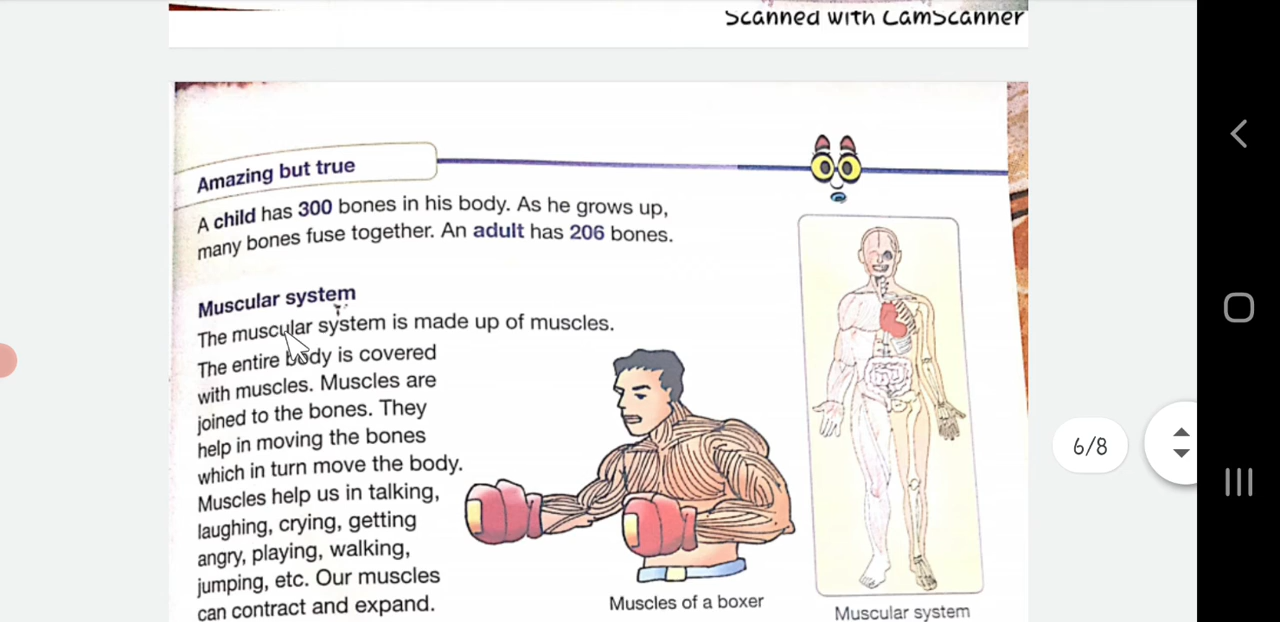 Scanned with CamScanner
Amazing but true
A child has 300 bones in his body. As he grows up,
many bones fuse together. An adult has 206 bones.
Muscular system
The muscular system is made up of muscles.
The entire body is covered
with muscles. Muscles are
joined to the bones. They
help in moving the bones
which in turn move the body.
Muscles help us in talking,
laughing, crying, getting
angry, playing, walking,
jumping, etc. Our muscles
can contract and expand.
Muscles of a boxer
Muscular system
6/8